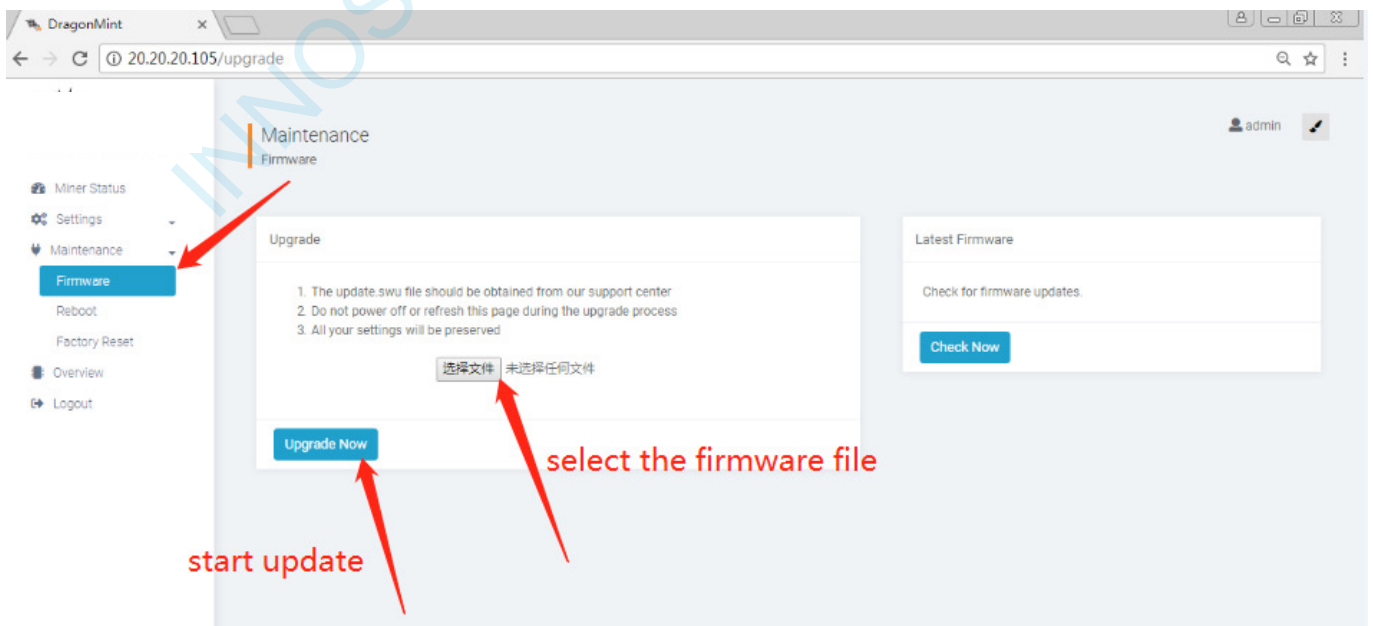 DragonMint
20.20.20.105/upgrade
admin
Maintenance
Firmware
Miner Status
Settings
Maintenance
Firmware
Reboot
Factory Reset
Overview
Logout
Upgrade
1. The update.swu file should be obtained from our support center
2. Do not power off or refresh this page during the upgrade process
3. All your settings will be preserved
选择文件 未选择任何文件
Upgrade Now
Latest Firmware
Check for firmware updates.
Check Now
select the firmware file
start update
INNOS